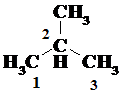 CH₃
2
H₃C H CH₃
1 3